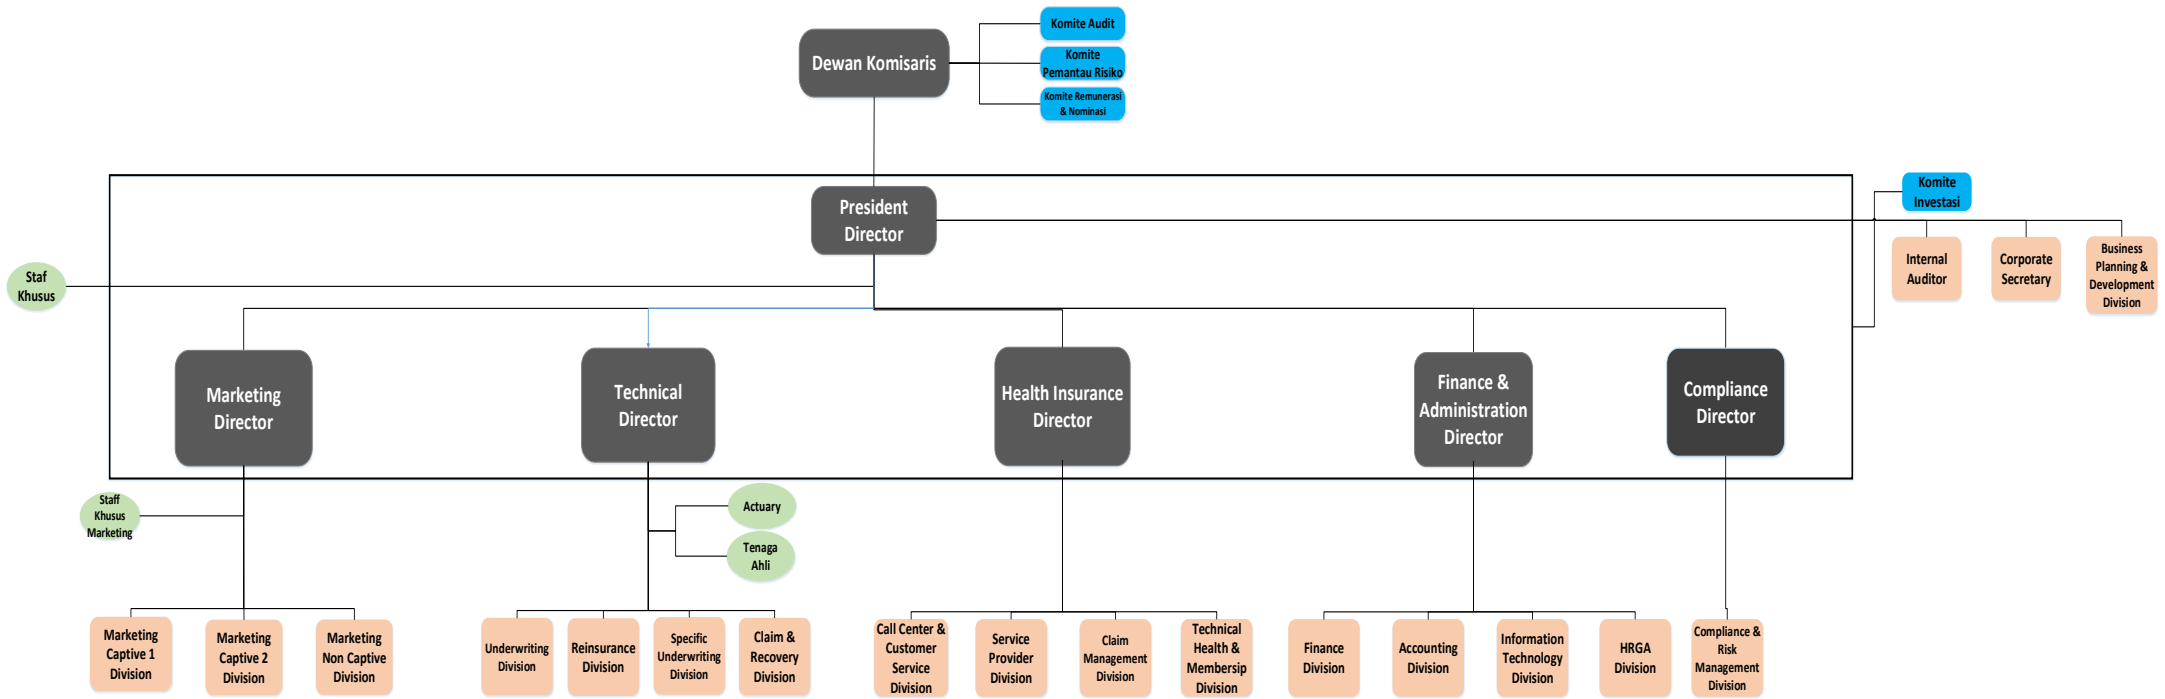 Komite Audit
Dewan Komisaris
Komite
Pemantau Risiko
Komite Remunerasi
& Nominasi
President
Director
Komite
Investasi
Internal
Auditor
Corporate
Secretary
Business
Planning &
Development
Division
Staf
Khusus
Marketing
Director
Technical
Director
Health Insurance
Director
Finance &
Administration
Director
Compliance
Director
Staff
Khusus
Marketing
Actuary
Tenaga
Ahli
Marketing
Captive 1
Division
Marketing
Captive 2
Division
Marketing
Non Captive
Division
Underwriting
Division
Reinsurance
Division
Specific
Underwriting
Division
Claim &
Recovery
Division
Call Center &
Customer
Service
Division
Service
Provider
Division
Claim
Management
Division
Technical
Health &
Membersip
Division
Finance
Division
Accounting
Division
Information
Technology
Division
HRGA
Division
Compliance &
Risk
Management
Division